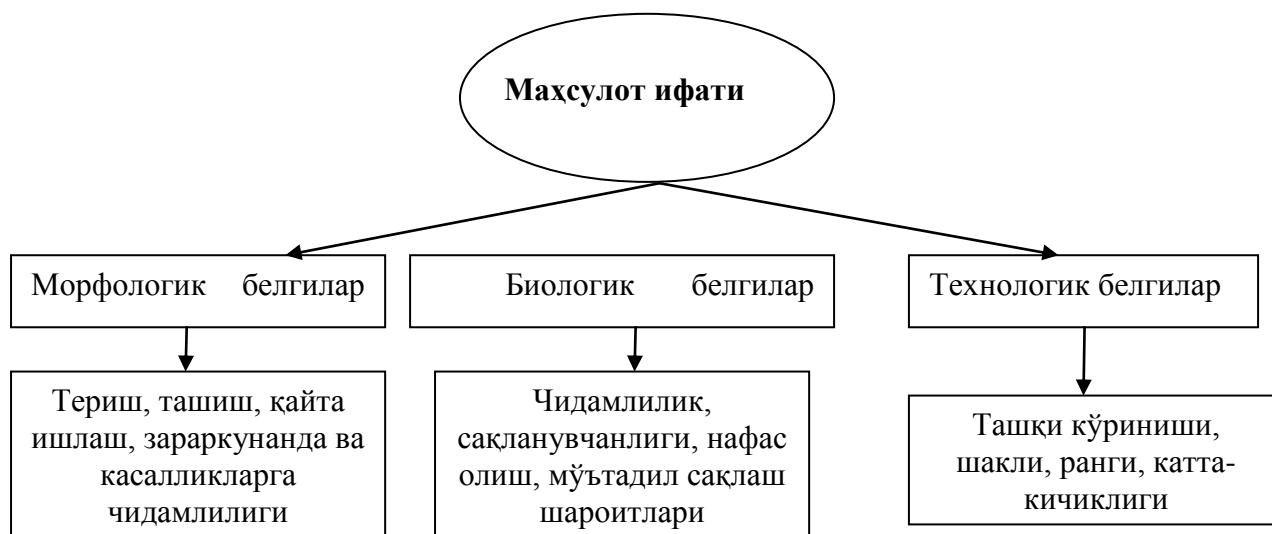 Маҳсулот ифати
Морфологик белгилар
Биологик белгилар
Технологик белгилар
Териш, ташиш, қайта
ишлаш, зараркунанда ва
касалликларга
чидамлилиги
Чидамлилик,
сақланувчанлиги, нафас
олиш, мўътадил сақлаш
шароитлари
Ташқи кўриниши,
шакли, ранги, катта-
кичиклиги